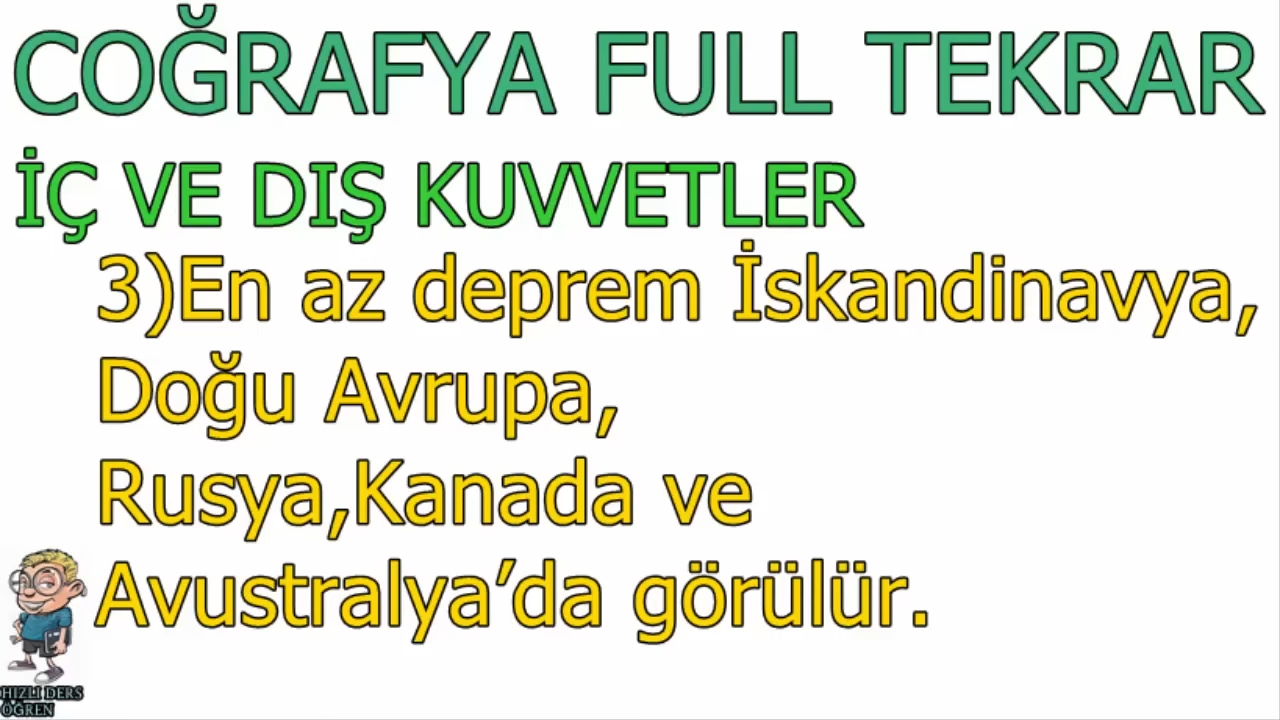 COĞRAFYA FULL TEKRAR
İÇ VE DIŞ KUVVETLER
3)En az deprem İskandinavya,
Doğu Avrupa,
Rusya,Kanada ve
Avustralya’da görülür.
HIZLI DERS
ÖĞREN